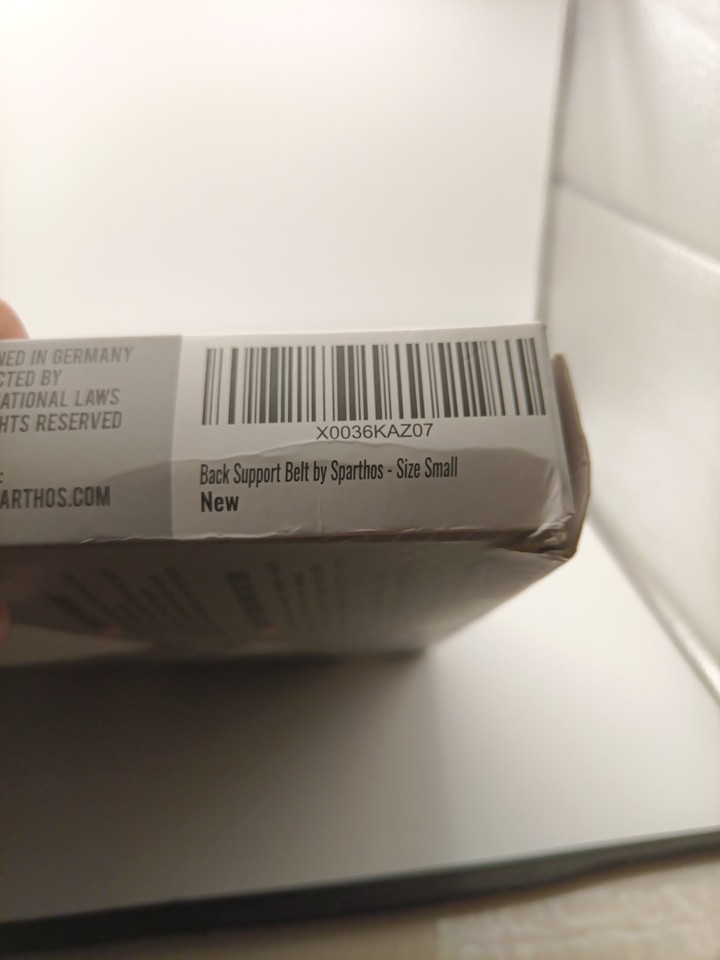 NED IN GERMANY
CTED BY
ATIONAL LAWS
HTS RESERVED
:
ARTHOS.COM
X0036KAZ07
Back Support Belt by Sparthos - Size Small
New